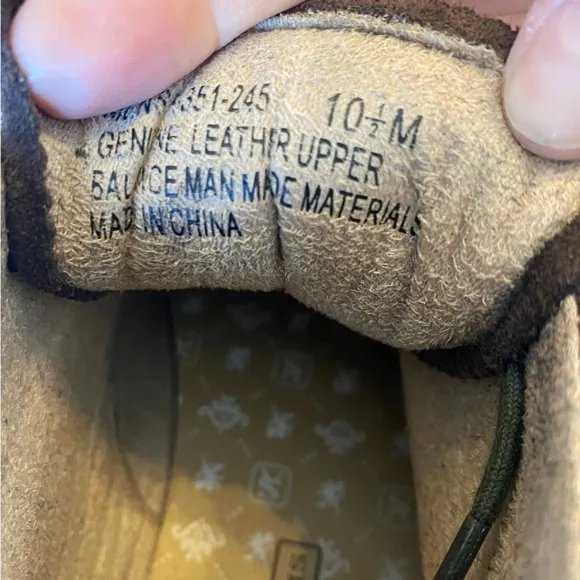 351-245 10½M
GENUINE LEATHER UPPER
BALANCE MAN MADE MATERIALS
MADE IN CHINA